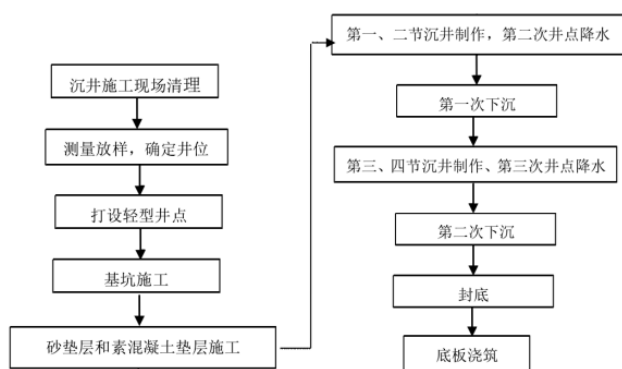 沉井施工现场清理
测量放样，确定井位
打设轻型井点
基坑施工
砂垫层和素混凝土垫层施工
第一、二节沉井制作，第二次井点降水
第一次下沉
第三、四节沉井制作、第三次井点降水
第二次下沉
封底
底板浇筑